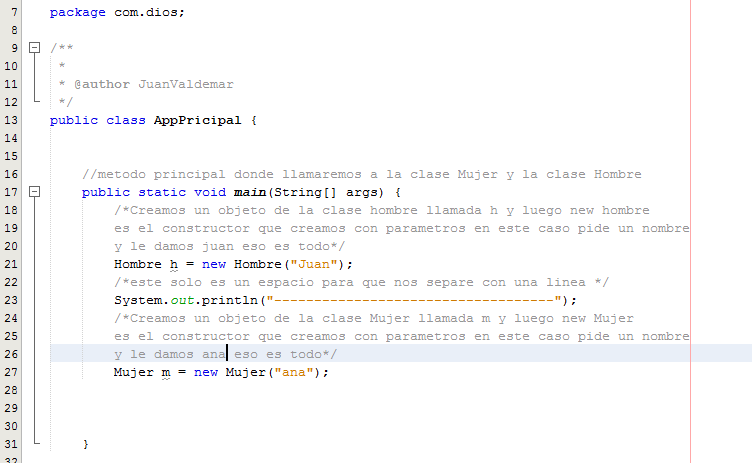 7 package com.dios;
8
9 /**
10 *
11 * @author JuanValdemar
12 */
13 public class AppPricipal {
14
15
16 //metodo principal donde llamaremos a la clase Mujer y la clase Hombre
17 public static void main(String[] args) {
18 /*Creamos un objeto de la clase hombre llamada h y luego new hombre
19 es el constructor que creamos con parametros en este caso pide un nombre
20 y le damos juan eso es todo*/
21 Hombre h = new Hombre("Juan");
22 /*este solo es un espacio para que nos separe con una linea */
23 System.out.println("-----------------------------------");
24 /*Creamos un objeto de la clase Mujer llamada m y luego new Mujer
25 es el constructor que creamos con parametros en este caso pide un nombre
26 y le damos ana eso es todo*/
27 Mujer m = new Mujer("ana");
28
29
30
31 }
32